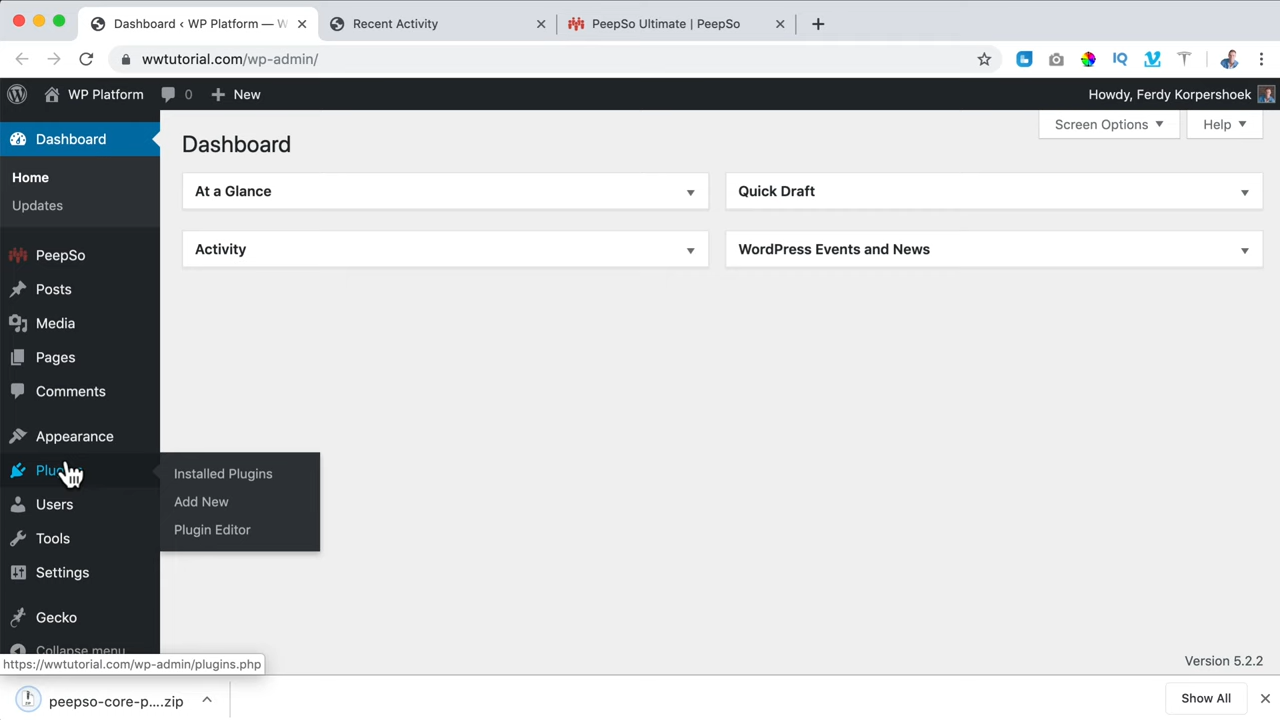 Dashboard ‹ WP Platform — W
Recent Activity
PeepSo Ultimate | PeepSo
wwtutorial.com/wp-admin/
IQ
WP Platform
0
New
Howdy, Ferdy Korpershoek
Dashboard
Home
Updates
PeepSo
Posts
Media
Pages
Comments
Appearance
Plu
Users
Tools
Settings
Gecko
Collapse menu
Installed Plugins
Add New
Plugin Editor
Screen Options
Help
Dashboard
At a Glance
Quick Draft
Activity
WordPress Events and News
Version 5.2.2
https://wwtutorial.com/wp-admin/plugins.php
peepso-core-p....zip
Show All